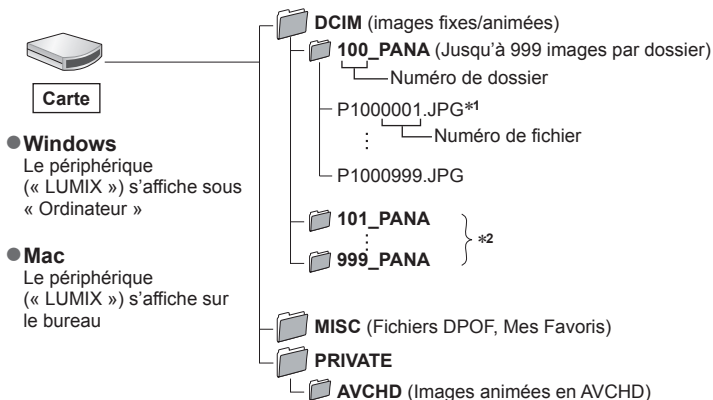 DCIM (images fixes/animées)
100_PANA (Jusqu'à 999 images par dossier)
Numéro de dossier
Carte
P1000001.JPG*1
Numéro de fichier
P1000999.JPG
●Windows
Le périphérique
(« LUMIX ») s'affiche sous
« Ordinateur »
101_PANA
*2
999_PANA
●Mac
Le périphérique
(« LUMIX ») s'affiche sur
le bureau
MISC (Fichiers DPOF, Mes Favoris)
PRIVATE
AVCHD (Images animées en AVCHD)